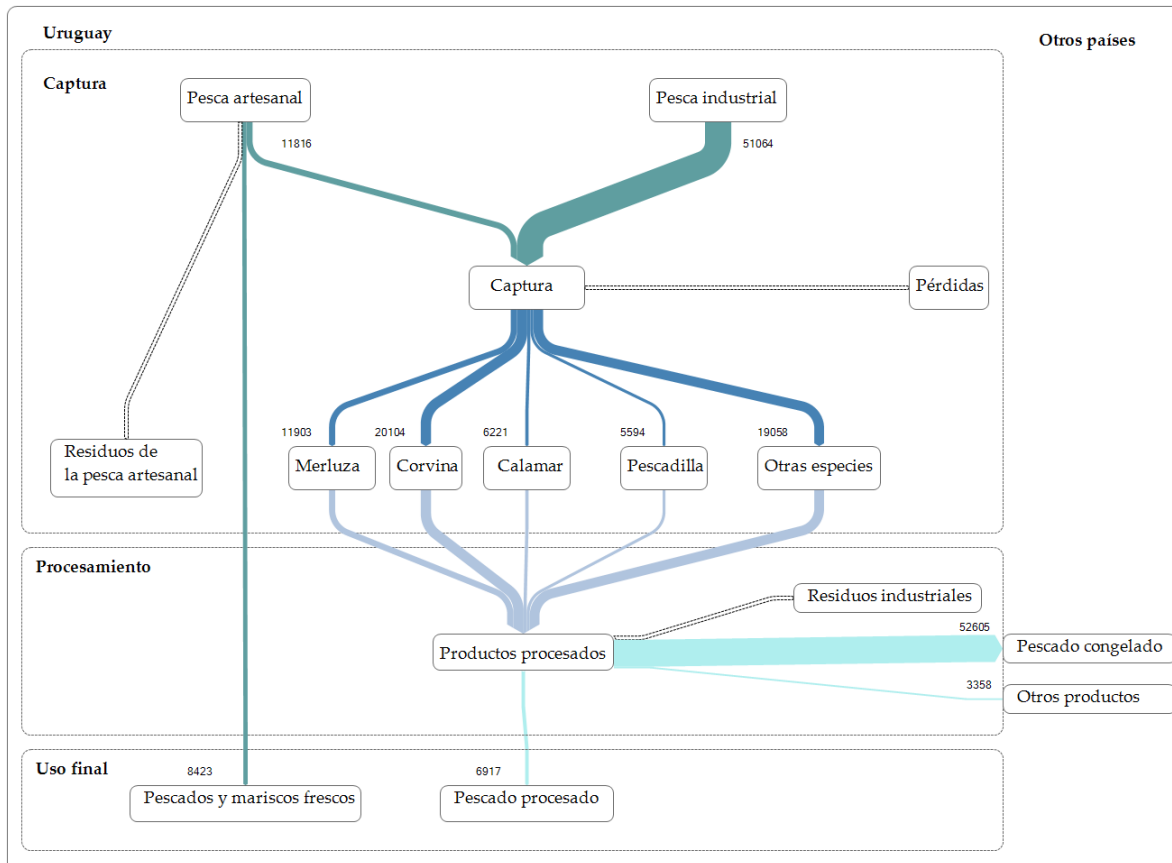 Uruguay
Otros países
Captura
Pesca artesanal
Pesca industrial
11816
51064
Captura
Pérdidas
11903
20104
6221
5594
19058
Residuos de
la pesca artesanal
Merluza
Corvina
Calamar
Pescadilla
Otras especies
Procesamiento
Residuos industriales
52605
Productos procesados
Pescado congelado
3358
Otros productos
Uso final
8423
6917
Pescados y mariscos frescos
Pescado procesado